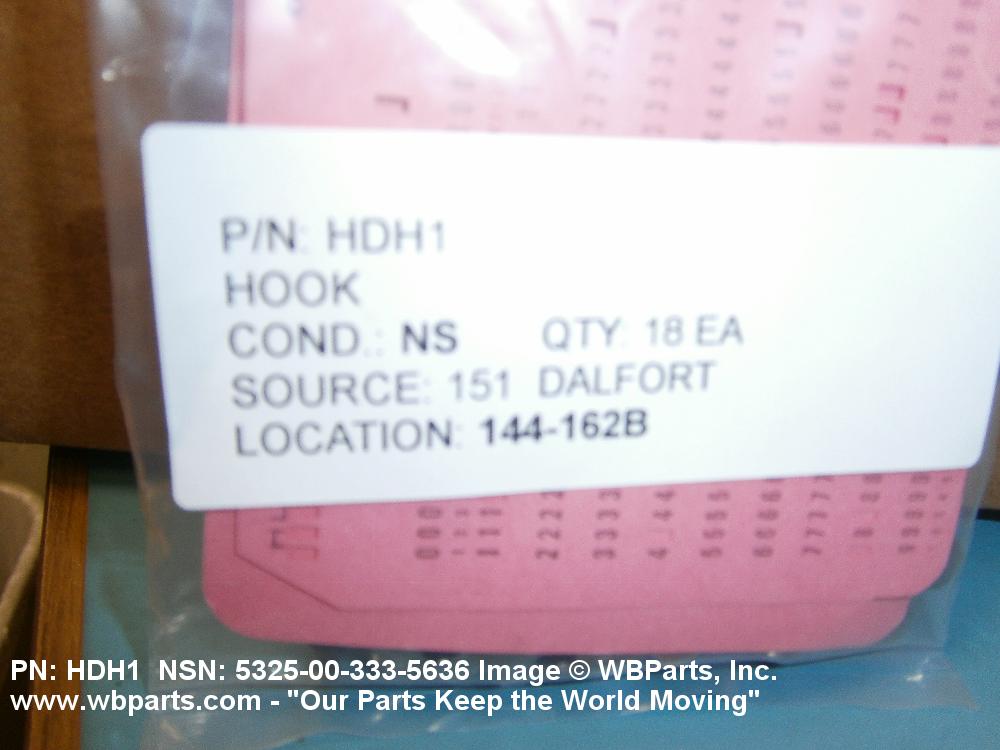 P/N: HDH1
HOOK
COND.: NS QTY: 18 EA
SOURCE: 151 DALFORT
LOCATION: 144-162B
PN: HDH1 NSN: 5325-00-333-5636 Image © WBParts, Inc.
www.wbparts.com - "Our Parts Keep the World Moving"